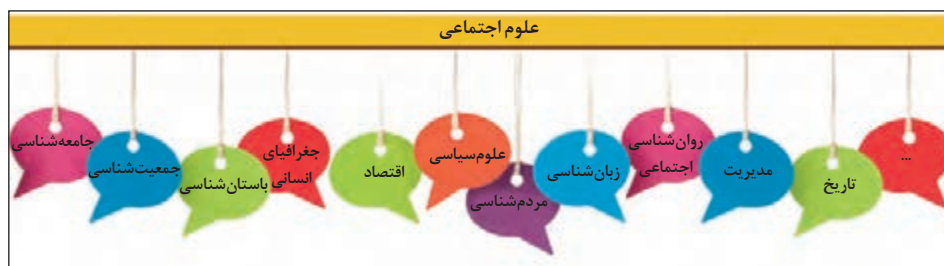 علوم اجتماعی
...
تاریخ
مدیریت
روان‌شناسی
اجتماعی
زبان‌شناسی
مردم‌شناسی
علوم‌سیاسی
اقتصاد
جغرافیای
انسانی
باستان‌شناسی
جمعیت‌شناسی
جامعه‌شناسی